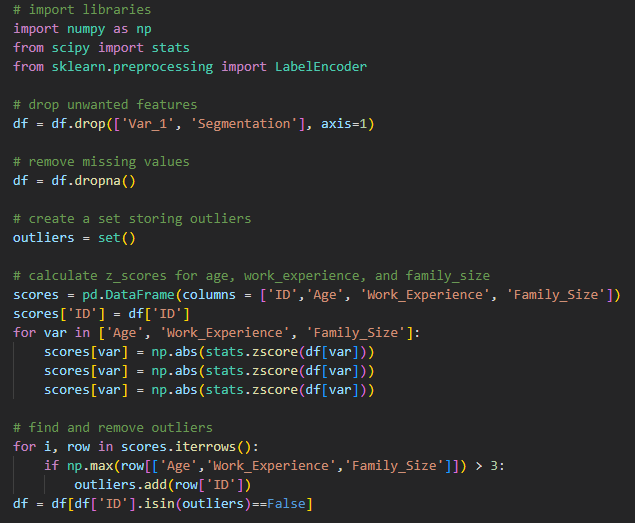 # import libraries
import numpy as np
from scipy import stats
from sklearn.preprocessing import LabelEncoder
# drop unwanted features
df = df.drop(['Var_1', 'Segmentation'], axis=1)
# remove missing values
df = df.dropna()
# create a set storing outliers
outliers = set()
# calculate z_scores for age, work_experience, and family_size
scores = pd.DataFrame(columns = ['ID','Age', 'Work_Experience', 'Family_Size'])
scores['ID'] = df['ID']
for var in ['Age', 'Work_Experience', 'Family_Size']:
    scores[var] = np.abs(stats.zscore(df[var]))
    scores[var] = np.abs(stats.zscore(df[var]))
    scores[var] = np.abs(stats.zscore(df[var]))
# find and remove outliers
for i, row in scores.iterrows():
    if np.max(row[['Age','Work_Experience','Family_Size']]) > 3:
        outliers.add(row['ID'])
df = df[df['ID'].isin(outliers)==False]